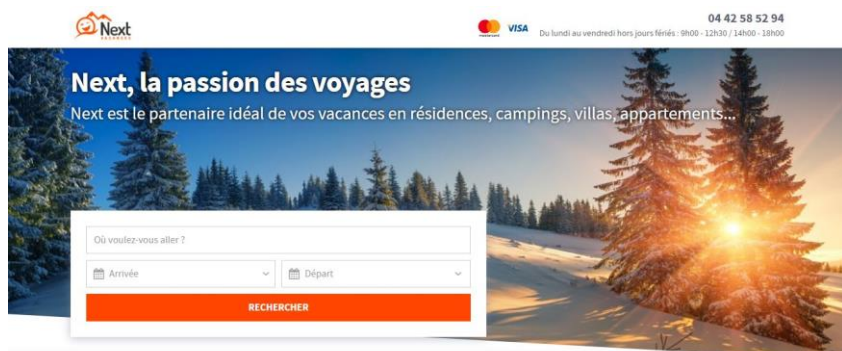 Next
VACANCES
mastercard
VISA
04 42 58 52 94
Du lundi au vendredi hors jours fériés : 9h00 - 12h30 / 14h00 - 18h00
Next, la passion des voyages
Next est le partenaire idéal de vos vacances en résidences, campings, villas, appartements...
Où voulez-vous aller ?
Arrivée
Départ
RECHERCHER